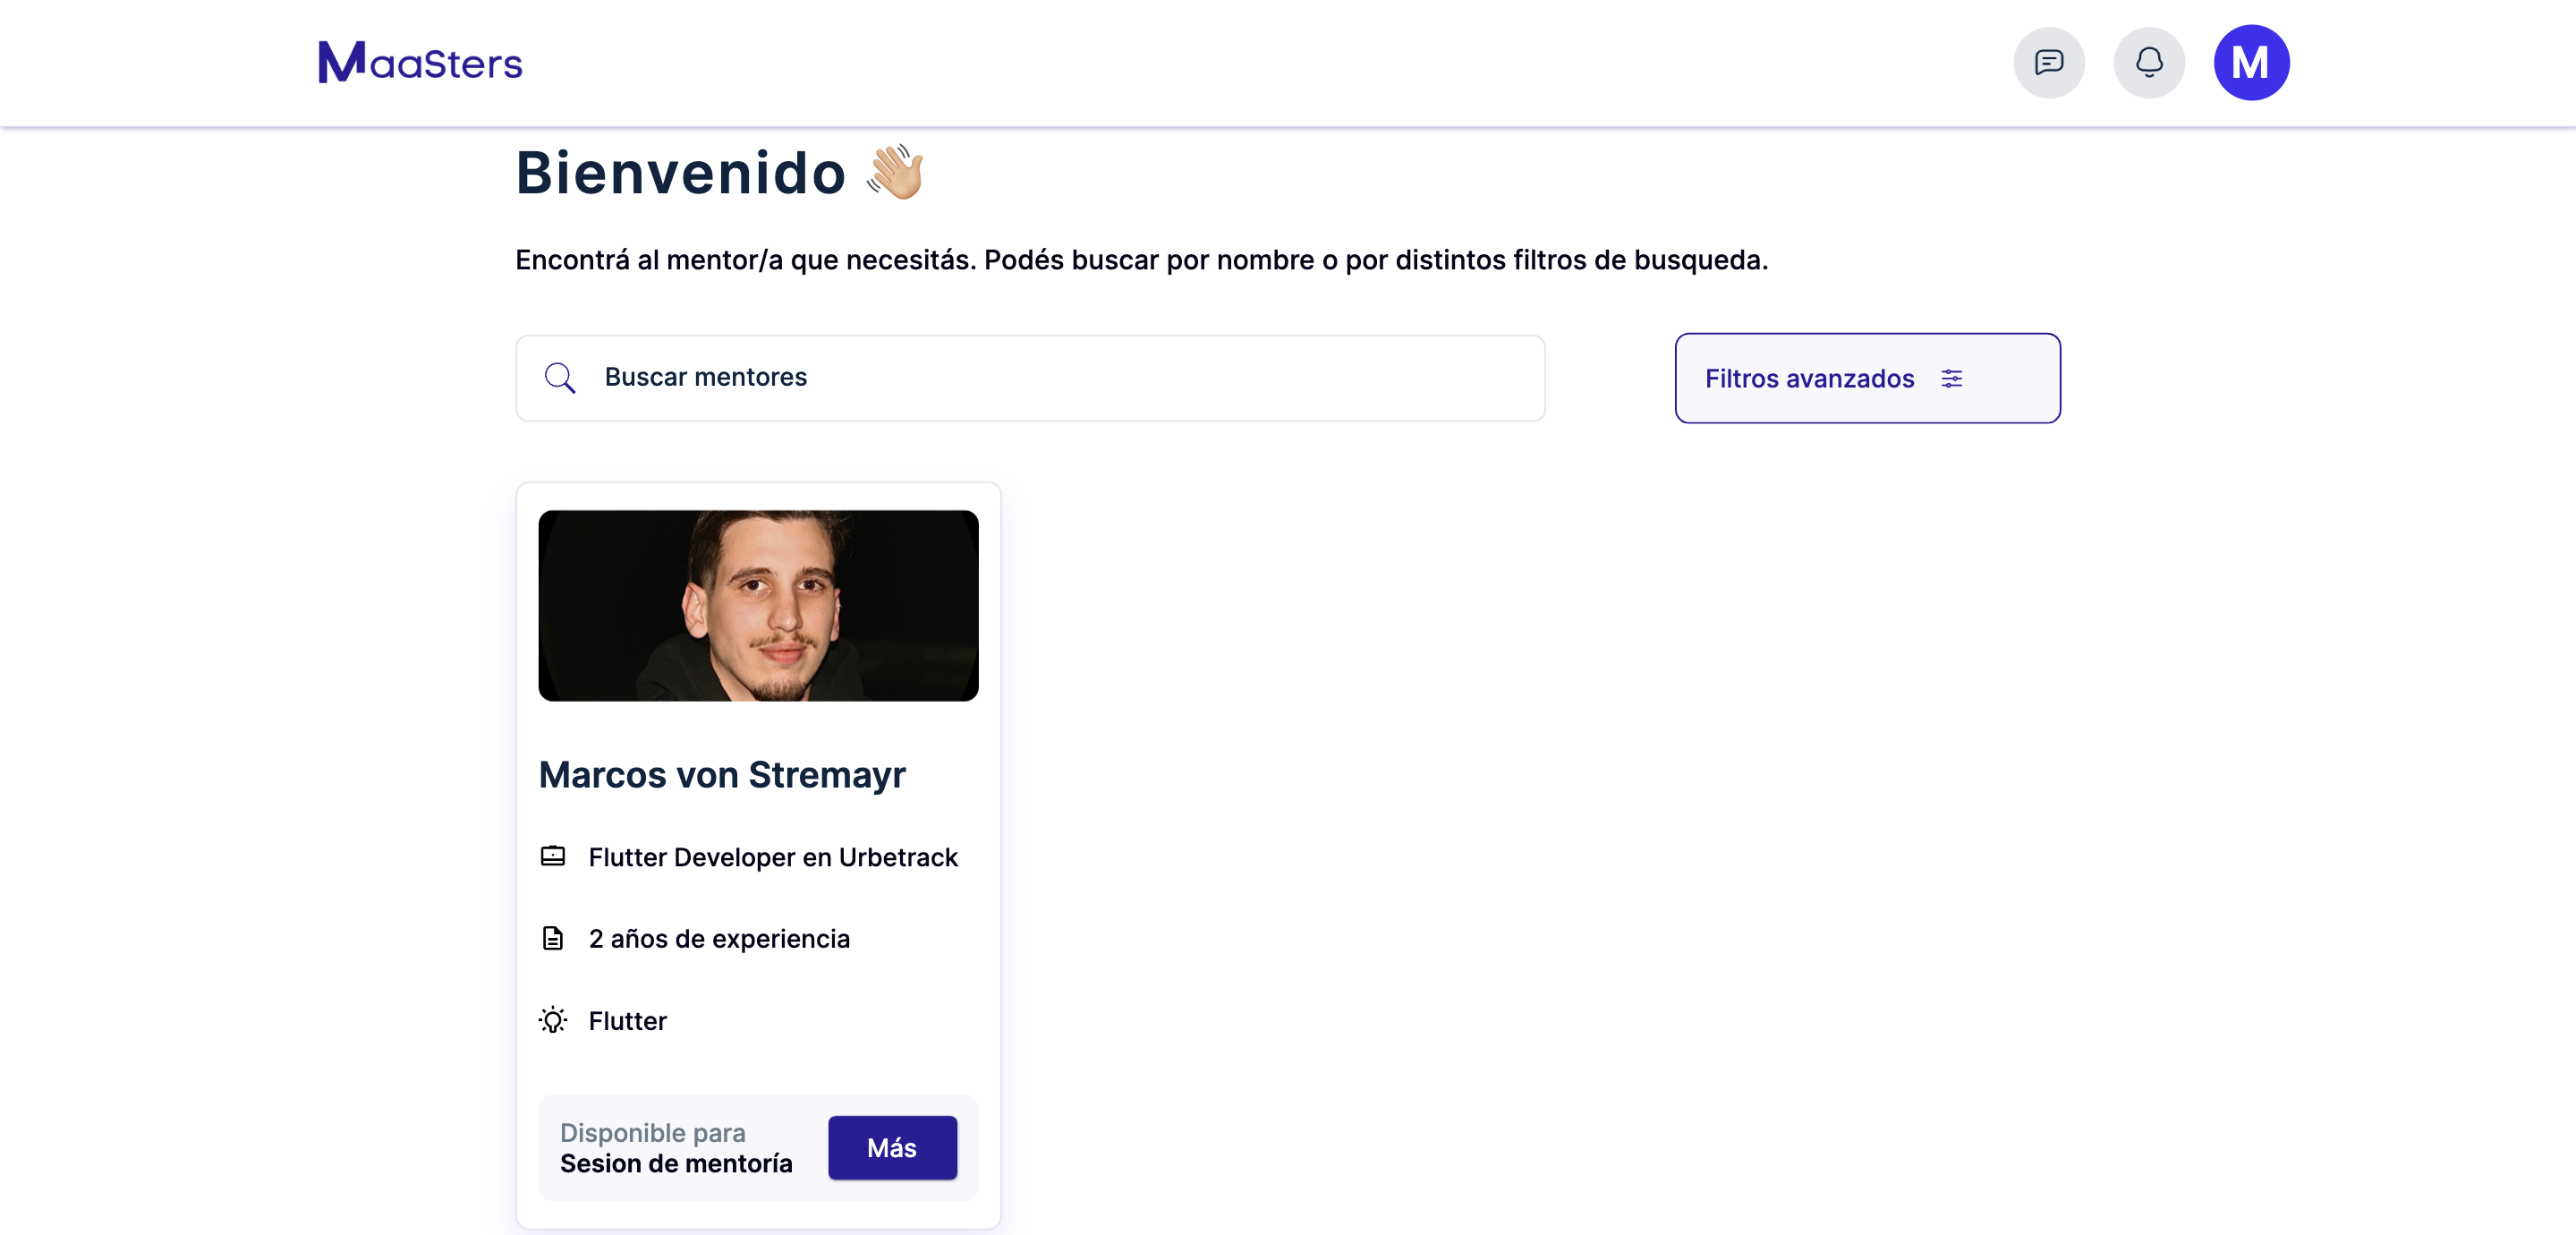 MaaSters
M
Bienvenido 👋🏼
Encontrá al mentor/a que necesitás. Podés buscar por nombre o por distintos filtros de busqueda.
Buscar mentores
Filtros avanzados
Marcos von Stremayr
Flutter Developer en Urbetrack
2 años de experiencia
Flutter
Disponible para
Sesion de mentoría
Más